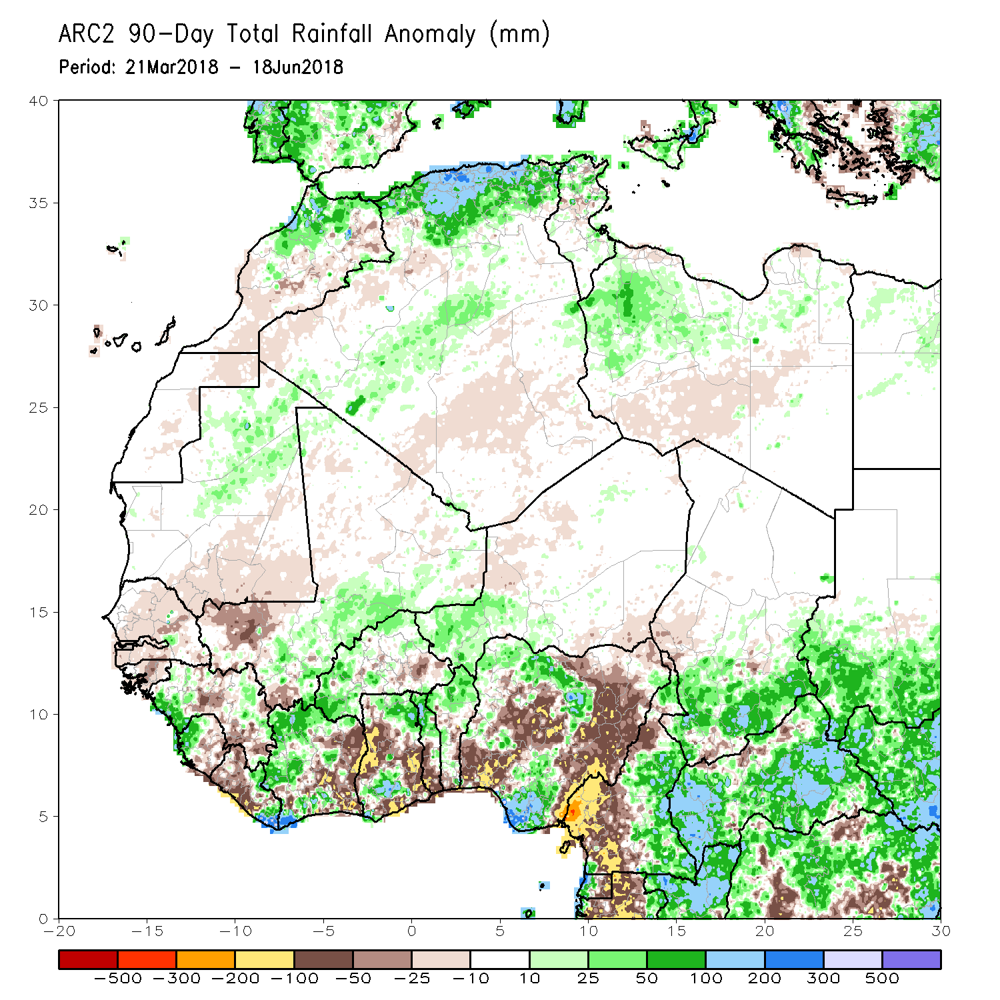 ARC2 90-Day Total Rainfall Anomaly (mm)
Period: 21Mar2018 - 18Jun2018
40
35
30
25
20
15
10
5
0
-20 -15 -10 -5 0 5 10 15 20 25 30
-500 -300 -200 -100 -50 -25 -10 10 25 50 100 200 300 500